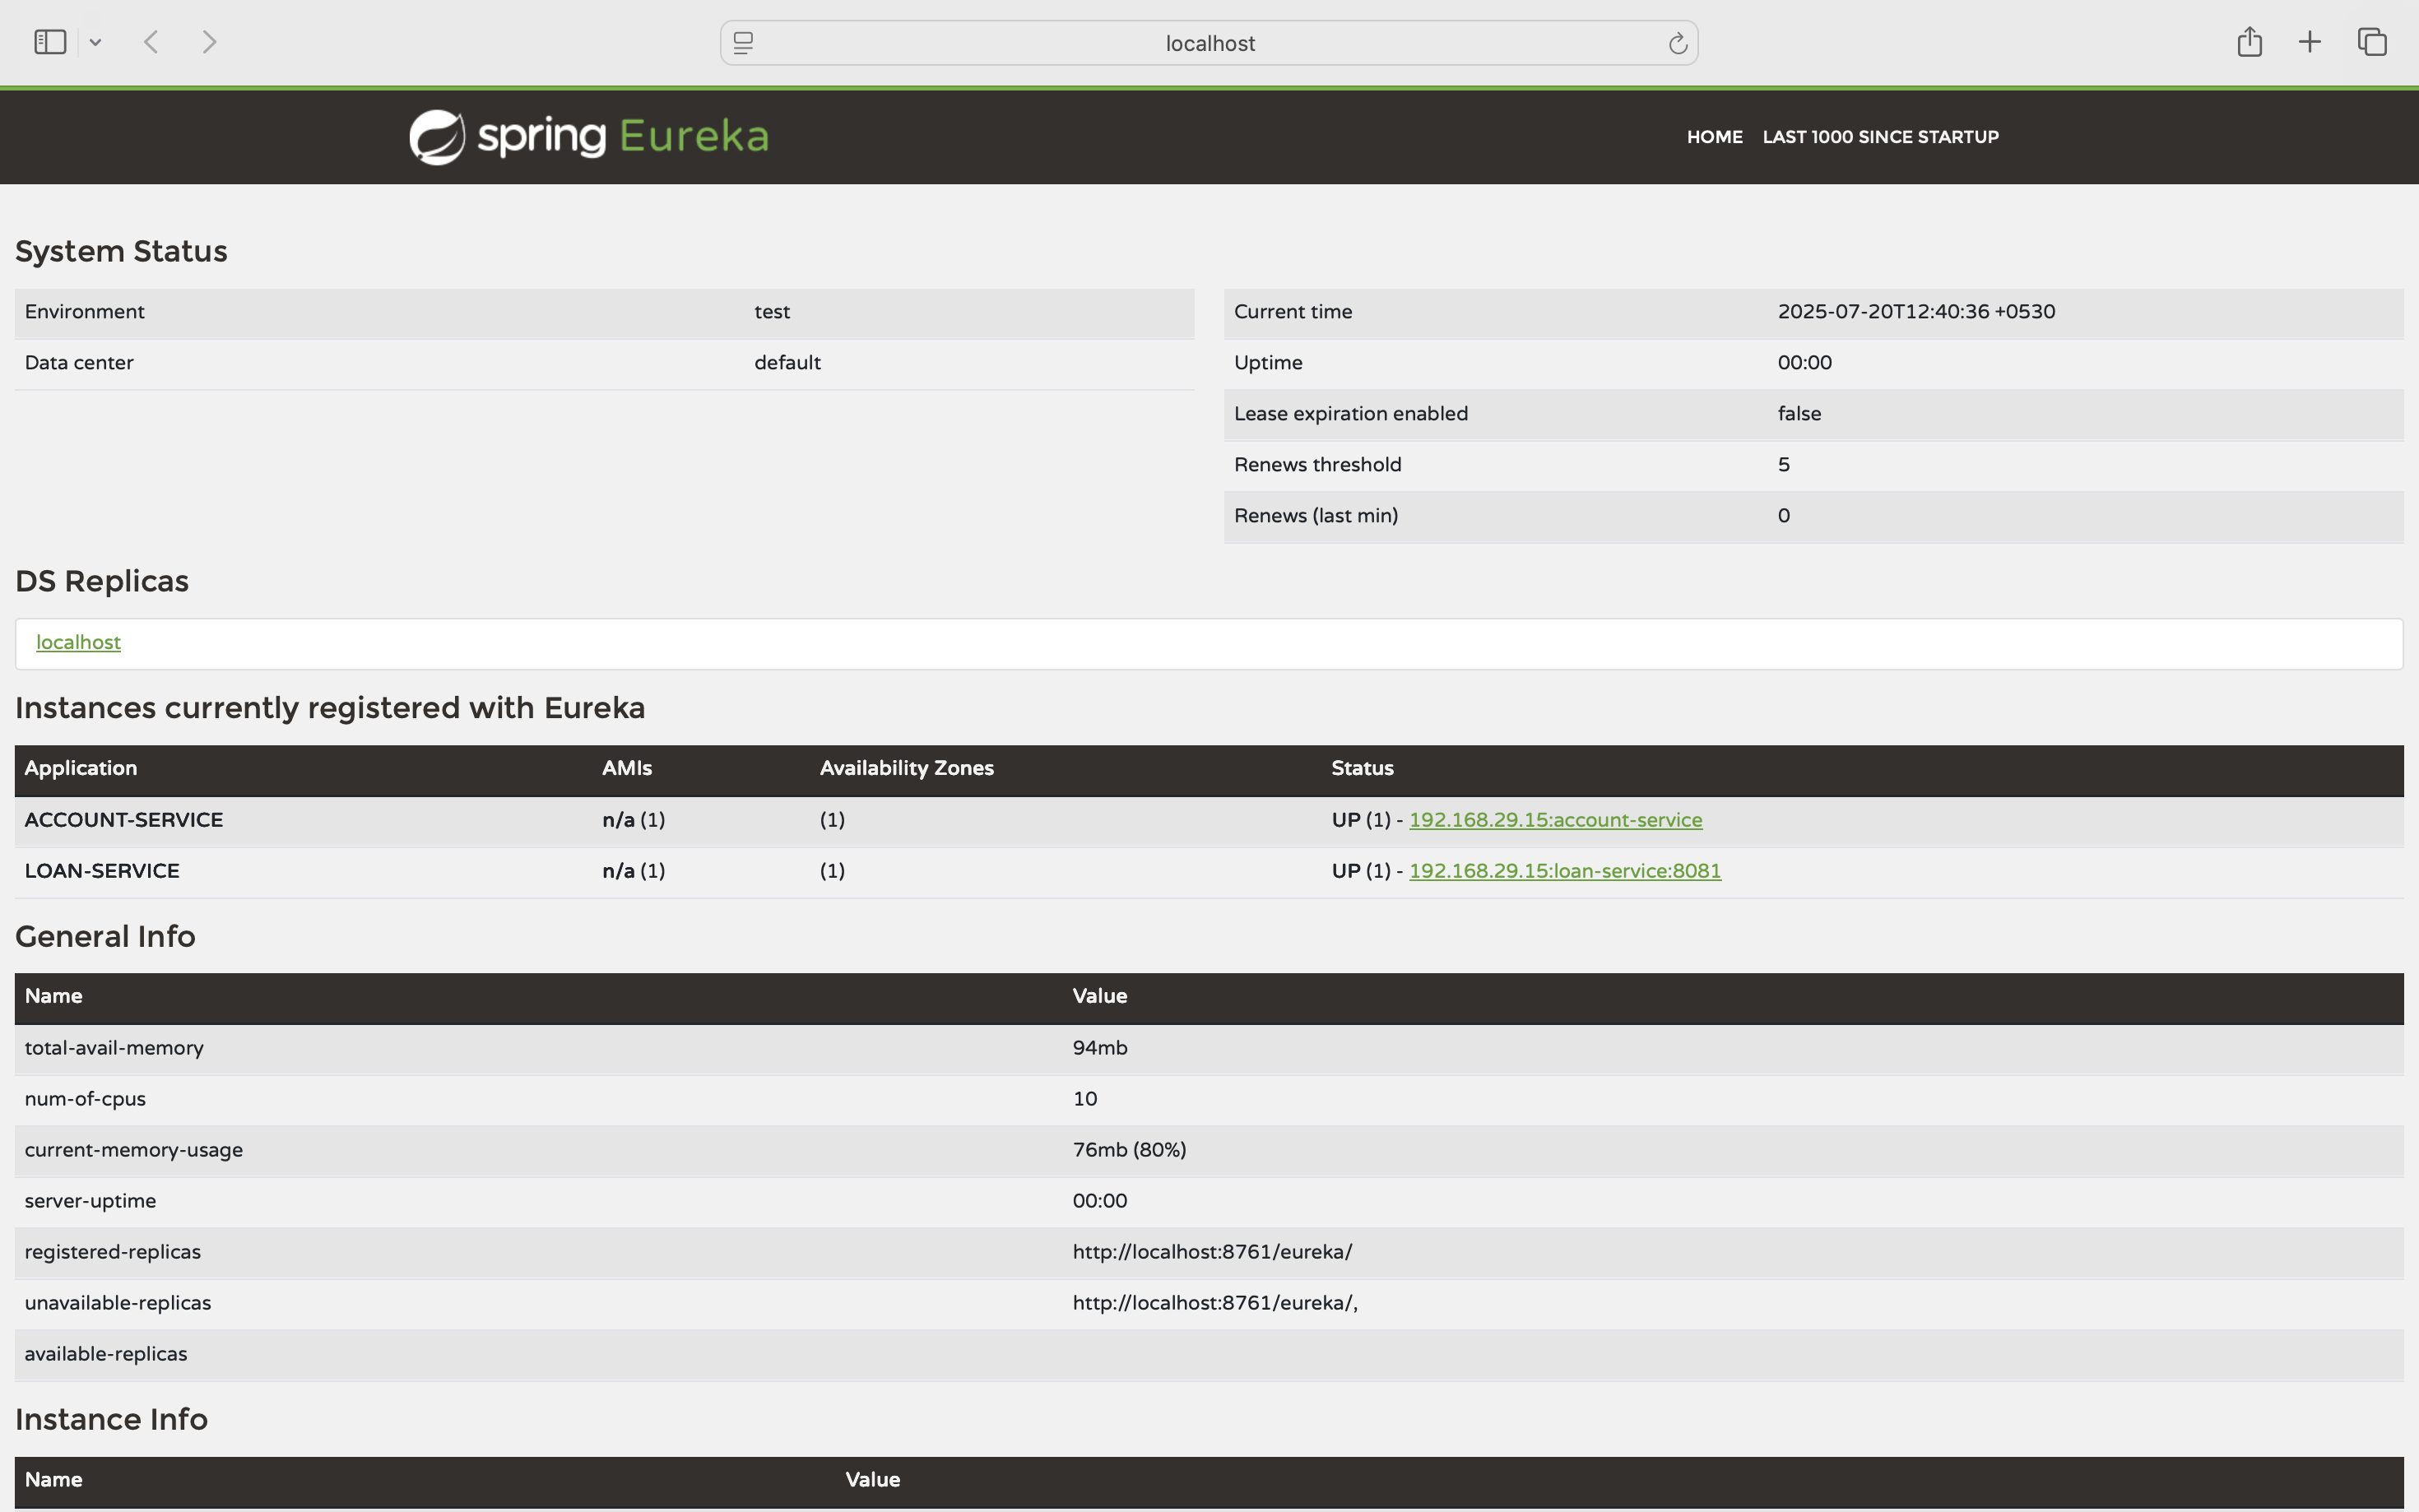 localhost
spring Eureka
HOME LAST 1000 SINCE STARTUP
System Status
Environment test
Data center default
Current time 2025-07-20T12:40:36 +0530
Uptime 00:00
Lease expiration enabled false
Renews threshold 5
Renews (last min) 0
DS Replicas
localhost
Instances currently registered with Eureka
Application AMIs Availability Zones Status
ACCOUNT-SERVICE n/a (1) (1) UP (1) - 192.168.29.15:account-service
LOAN-SERVICE n/a (1) (1) UP (1) - 192.168.29.15:loan-service:8081
General Info
Name Value
total-avail-memory 94mb
num-of-cpus 10
current-memory-usage 76mb (80%)
server-uptime 00:00
registered-replicas http://localhost:8761/eureka/
unavailable-replicas http://localhost:8761/eureka/,
available-replicas
Instance Info
Name Value